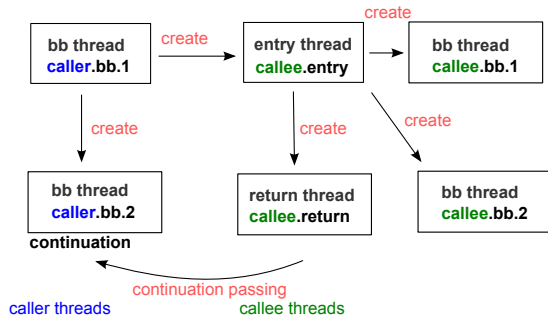 create
bb thread
caller.bb.1
create
entry thread
callee.entry
bb thread
callee.bb.1
create
create
create
bb thread
caller.bb.2
continuation
return thread
callee.return
bb thread
callee.bb.2
continuation passing
caller threads
callee threads